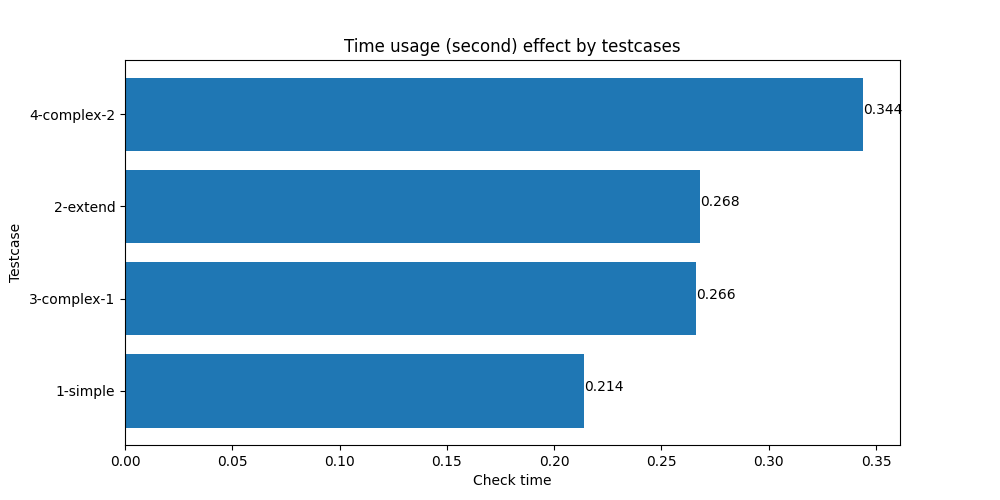 Time usage (second) effect by testcases
Testcase
4-complex-2
0.344
2-extend
0.268
3-complex-1
0.266
1-simple
0.214
0.00 0.05 0.10 0.15 0.20 0.25 0.30 0.35
Check time